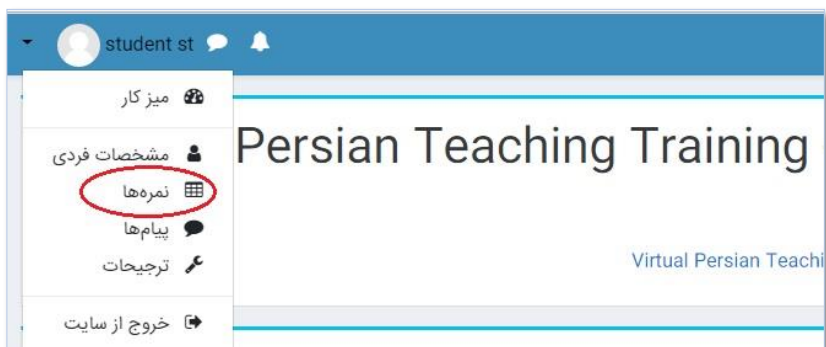 student st
میز کار
مشخصات فردی
نمره‌ها
پیام‌ها
ترجیحات
خروج از سایت
Persian Teaching Training
Virtual Persian Teachi